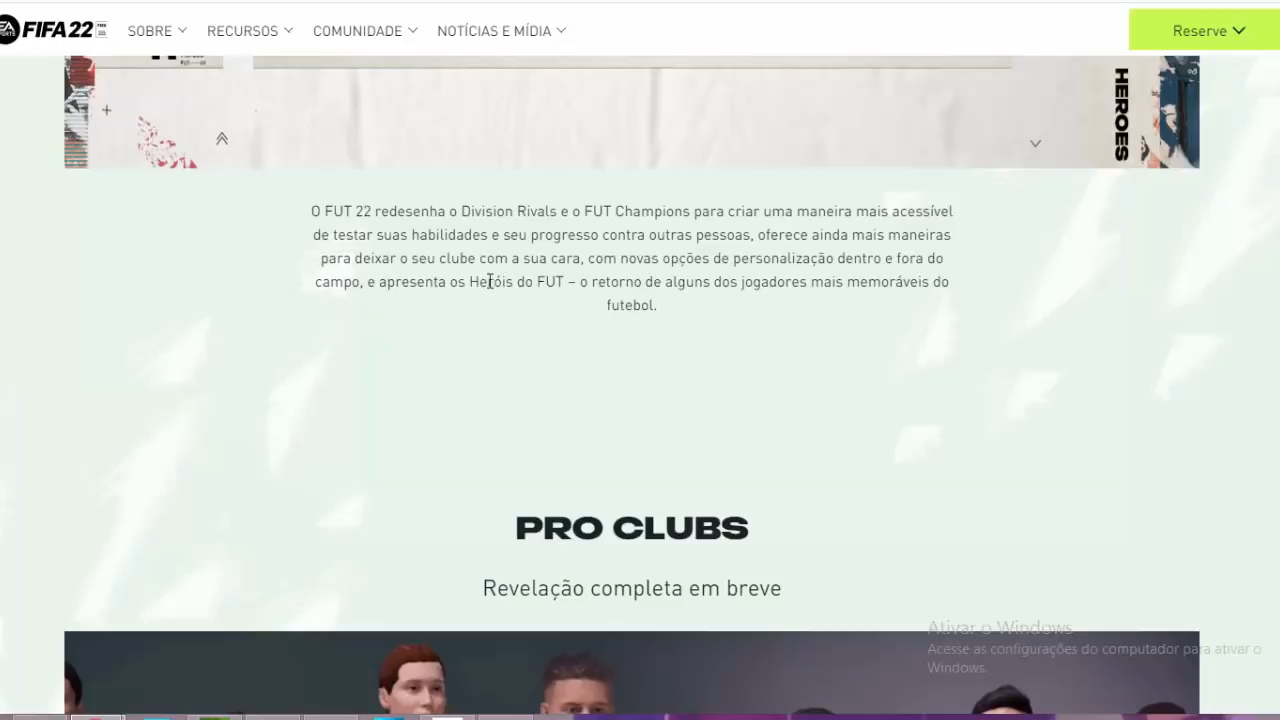 EA SPORTS FIFA 22
SOBRE
RECURSOS
COMUNIDADE
NOTÍCIAS E MÍDIA
Reserve
HEROES
O FUT 22 redesenha o Division Rivals e o FUT Champions para criar uma maneira mais acessível
de testar suas habilidades e seu progresso contra outras pessoas, oferece ainda mais maneiras
para deixar o seu clube com a sua cara, com novas opções de personalização dentro e fora do
campo, e apresenta os Heróis do FUT – o retorno de alguns dos jogadores mais memoráveis do
futebol.
PRO CLUBS
Revelação completa em breve
Ativar o Windows
Acesse as configurações do computador para ativar o
Windows.